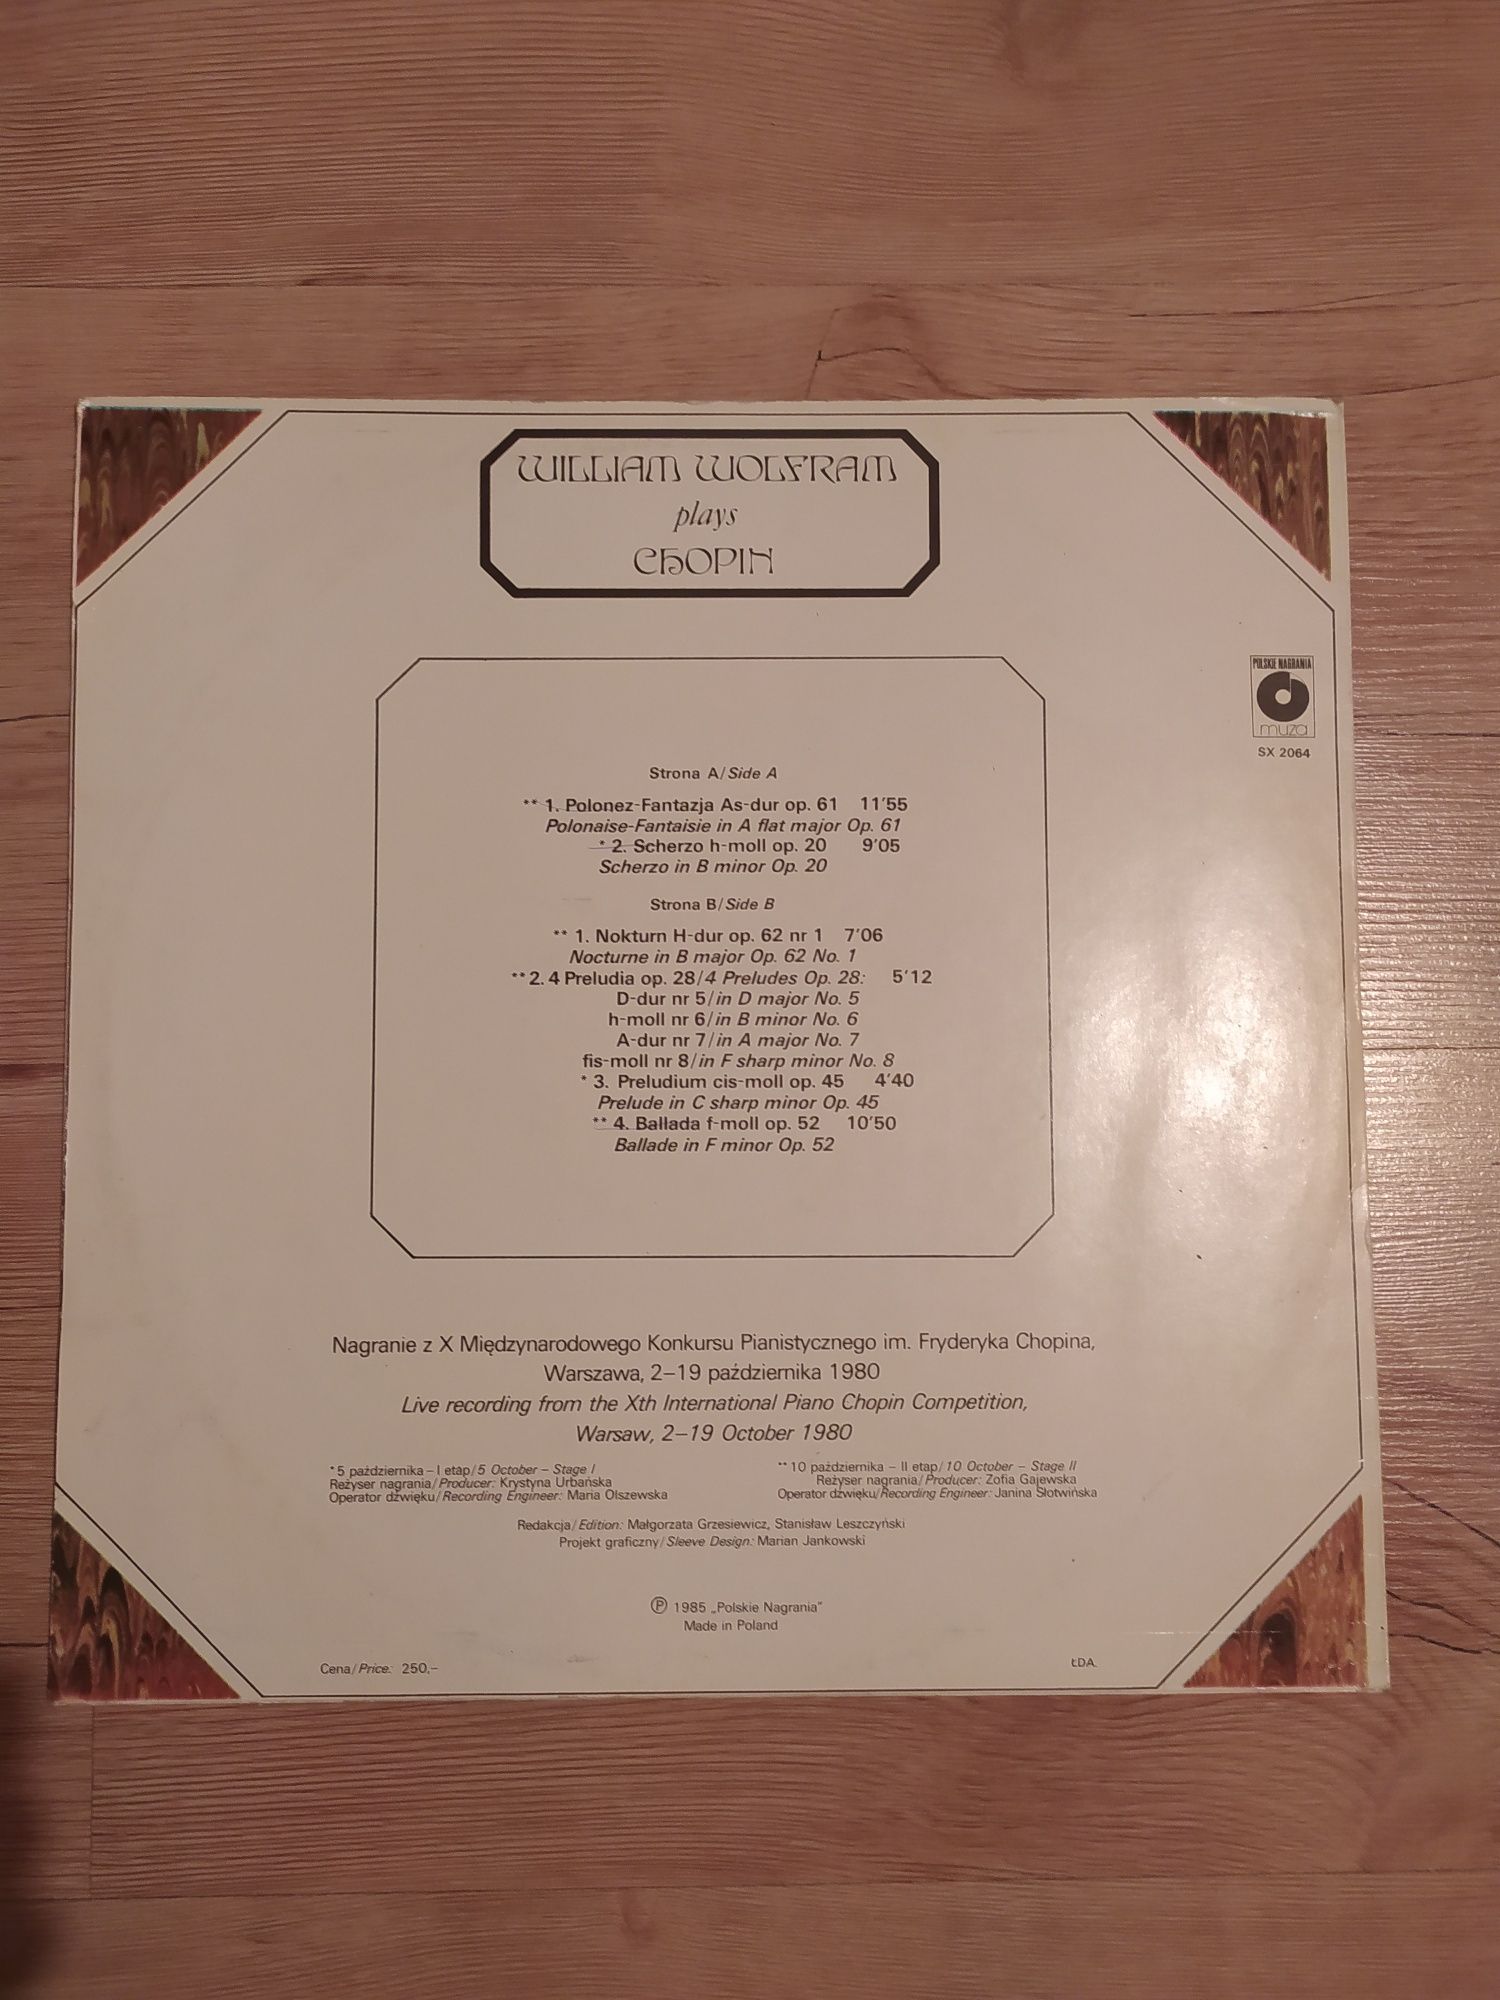 WILLIAM WOLFRAM
plays
CHOPIN
POLSKIE NAGRANIA
muza
SX 2064
Strona A/Side A
** 1. Polonez-Fantazja As-dur op. 61 11'55
Polonaise-Fantaisie in A flat major Op. 61
* 2. Scherzo h-moll op. 20 9'05
Scherzo in B minor Op. 20
Strona B/Side B
** 1. Nokturn H-dur op. 62 nr 1 7'06
Nocturne in B major Op. 62 No. 1
** 2. 4 Preludia op. 28/4 Preludes Op. 28: 5'12
D-dur nr 5/in D major No. 5
h-moll nr 6/in B minor No. 6
A-dur nr 7/in A major No. 7
fis-moll nr 8/in F sharp minor No. 8
* 3. Preludium cis-moll op. 45 4'40
Prelude in C sharp minor Op. 45
** 4. Ballada f-moll op. 52 10'50
Ballade in F minor Op. 52
Nagranie z X Międzynarodowego Konkursu Pianistycznego im. Fryderyka Chopina,
Warszawa, 2–19 października 1980
Live recording from the Xth International Piano Chopin Competition,
Warsaw, 2–19 October 1980
* 5 października – I etap/5 October – Stage I
Reżyser nagrania/Producer: Krystyna Urbańska
Operator dźwięku/Recording Engineer: Maria Olszewska
** 10 października – II etap/10 October – Stage II
Reżyser nagrania/Producer: Zofia Gajewska
Operator dźwięku/Recording Engineer: Janina Słotwińska
Redakcja/Edition: Małgorzata Grzesiewicz, Stanisław Leszczyński
Projekt graficzny/Sleeve Design: Marian Jankowski
℗ 1985 „Polskie Nagrania"
Made in Poland
Cena/Price: 250,–
ŁDA.